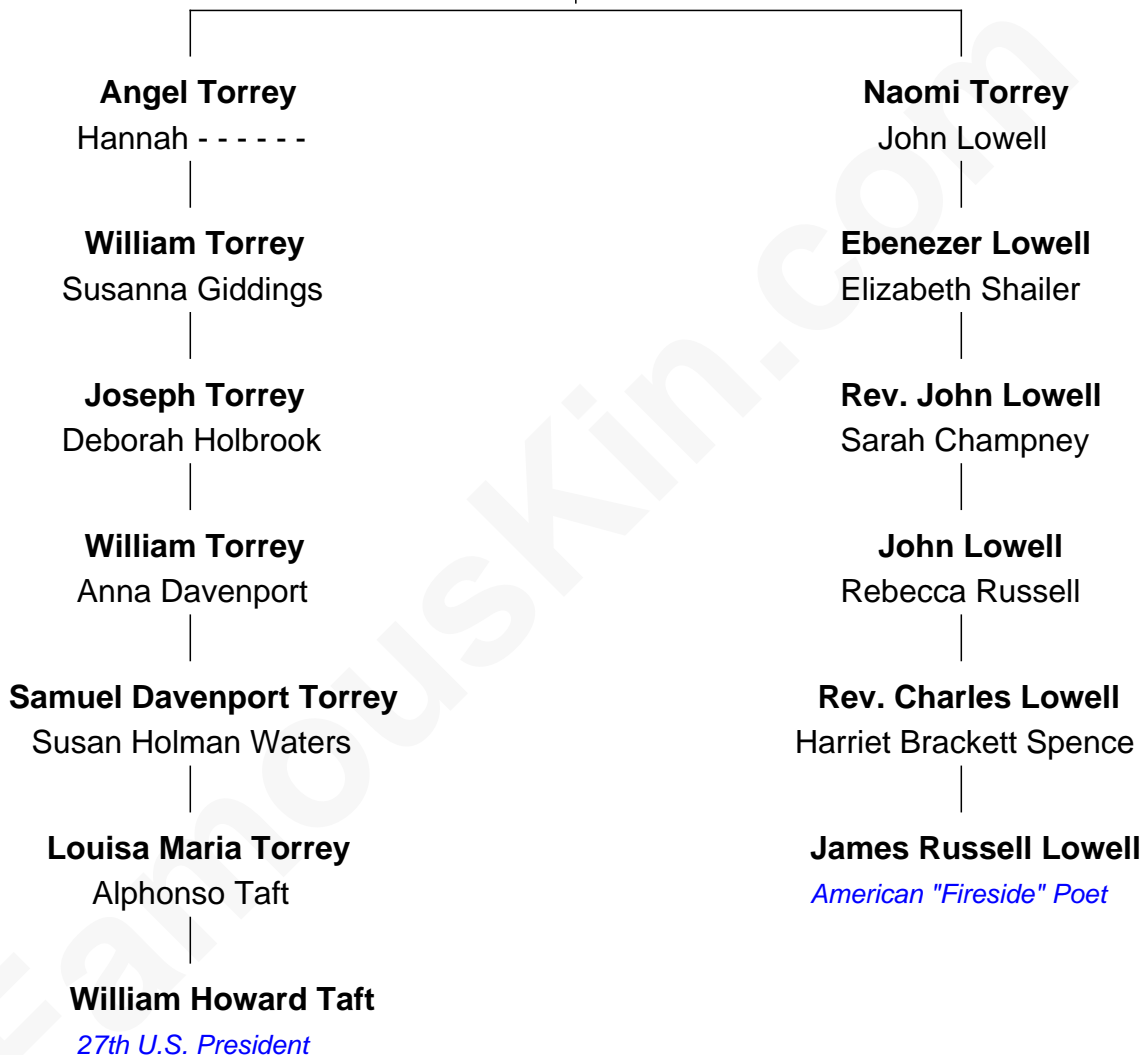 Angel Torrey
Hannah - - - - - -
William Torrey
Susanna Giddings
Joseph Torrey
Deborah Holbrook
William Torrey
Anna Davenport
Samuel Davenport Torrey
Susan Holman Waters
Louisa Maria Torrey
Alphonso Taft
William Howard Taft
27th U.S. President
Naomi Torrey
John Lowell
Ebenezer Lowell
Elizabeth Shailer
Rev. John Lowell
Sarah Champney
John Lowell
Rebecca Russell
Rev. Charles Lowell
Harriet Brackett Spence
James Russell Lowell
American "Fireside" Poet
FamousKin.com